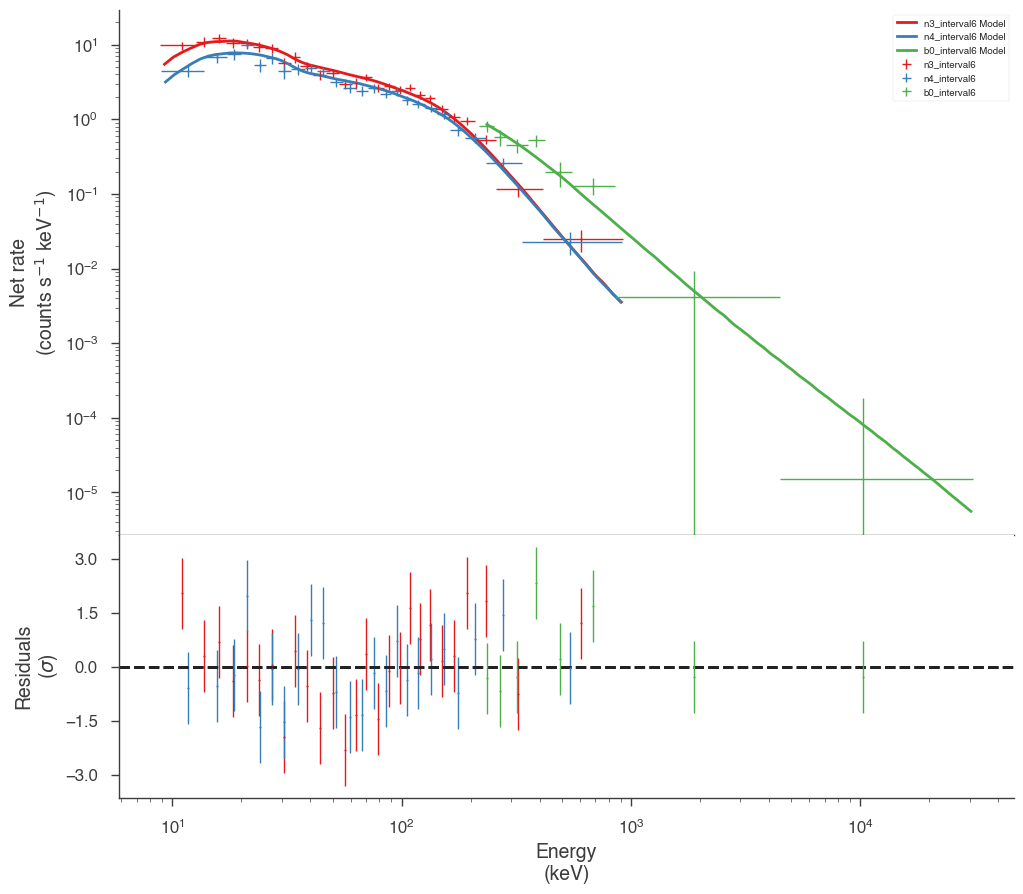 n3_interval6 Model
n4_interval6 Model
b0_interval6 Model
n3_interval6
n4_interval6
b0_interval6
Net rate
(counts s⁻¹ keV⁻¹)
10¹
10⁰
10⁻¹
10⁻²
10⁻³
10⁻⁴
10⁻⁵
Residuals
(σ)
3.0
1.5
0.0
−1.5
−3.0
10¹ 10² 10³ 10⁴
Energy
(keV)